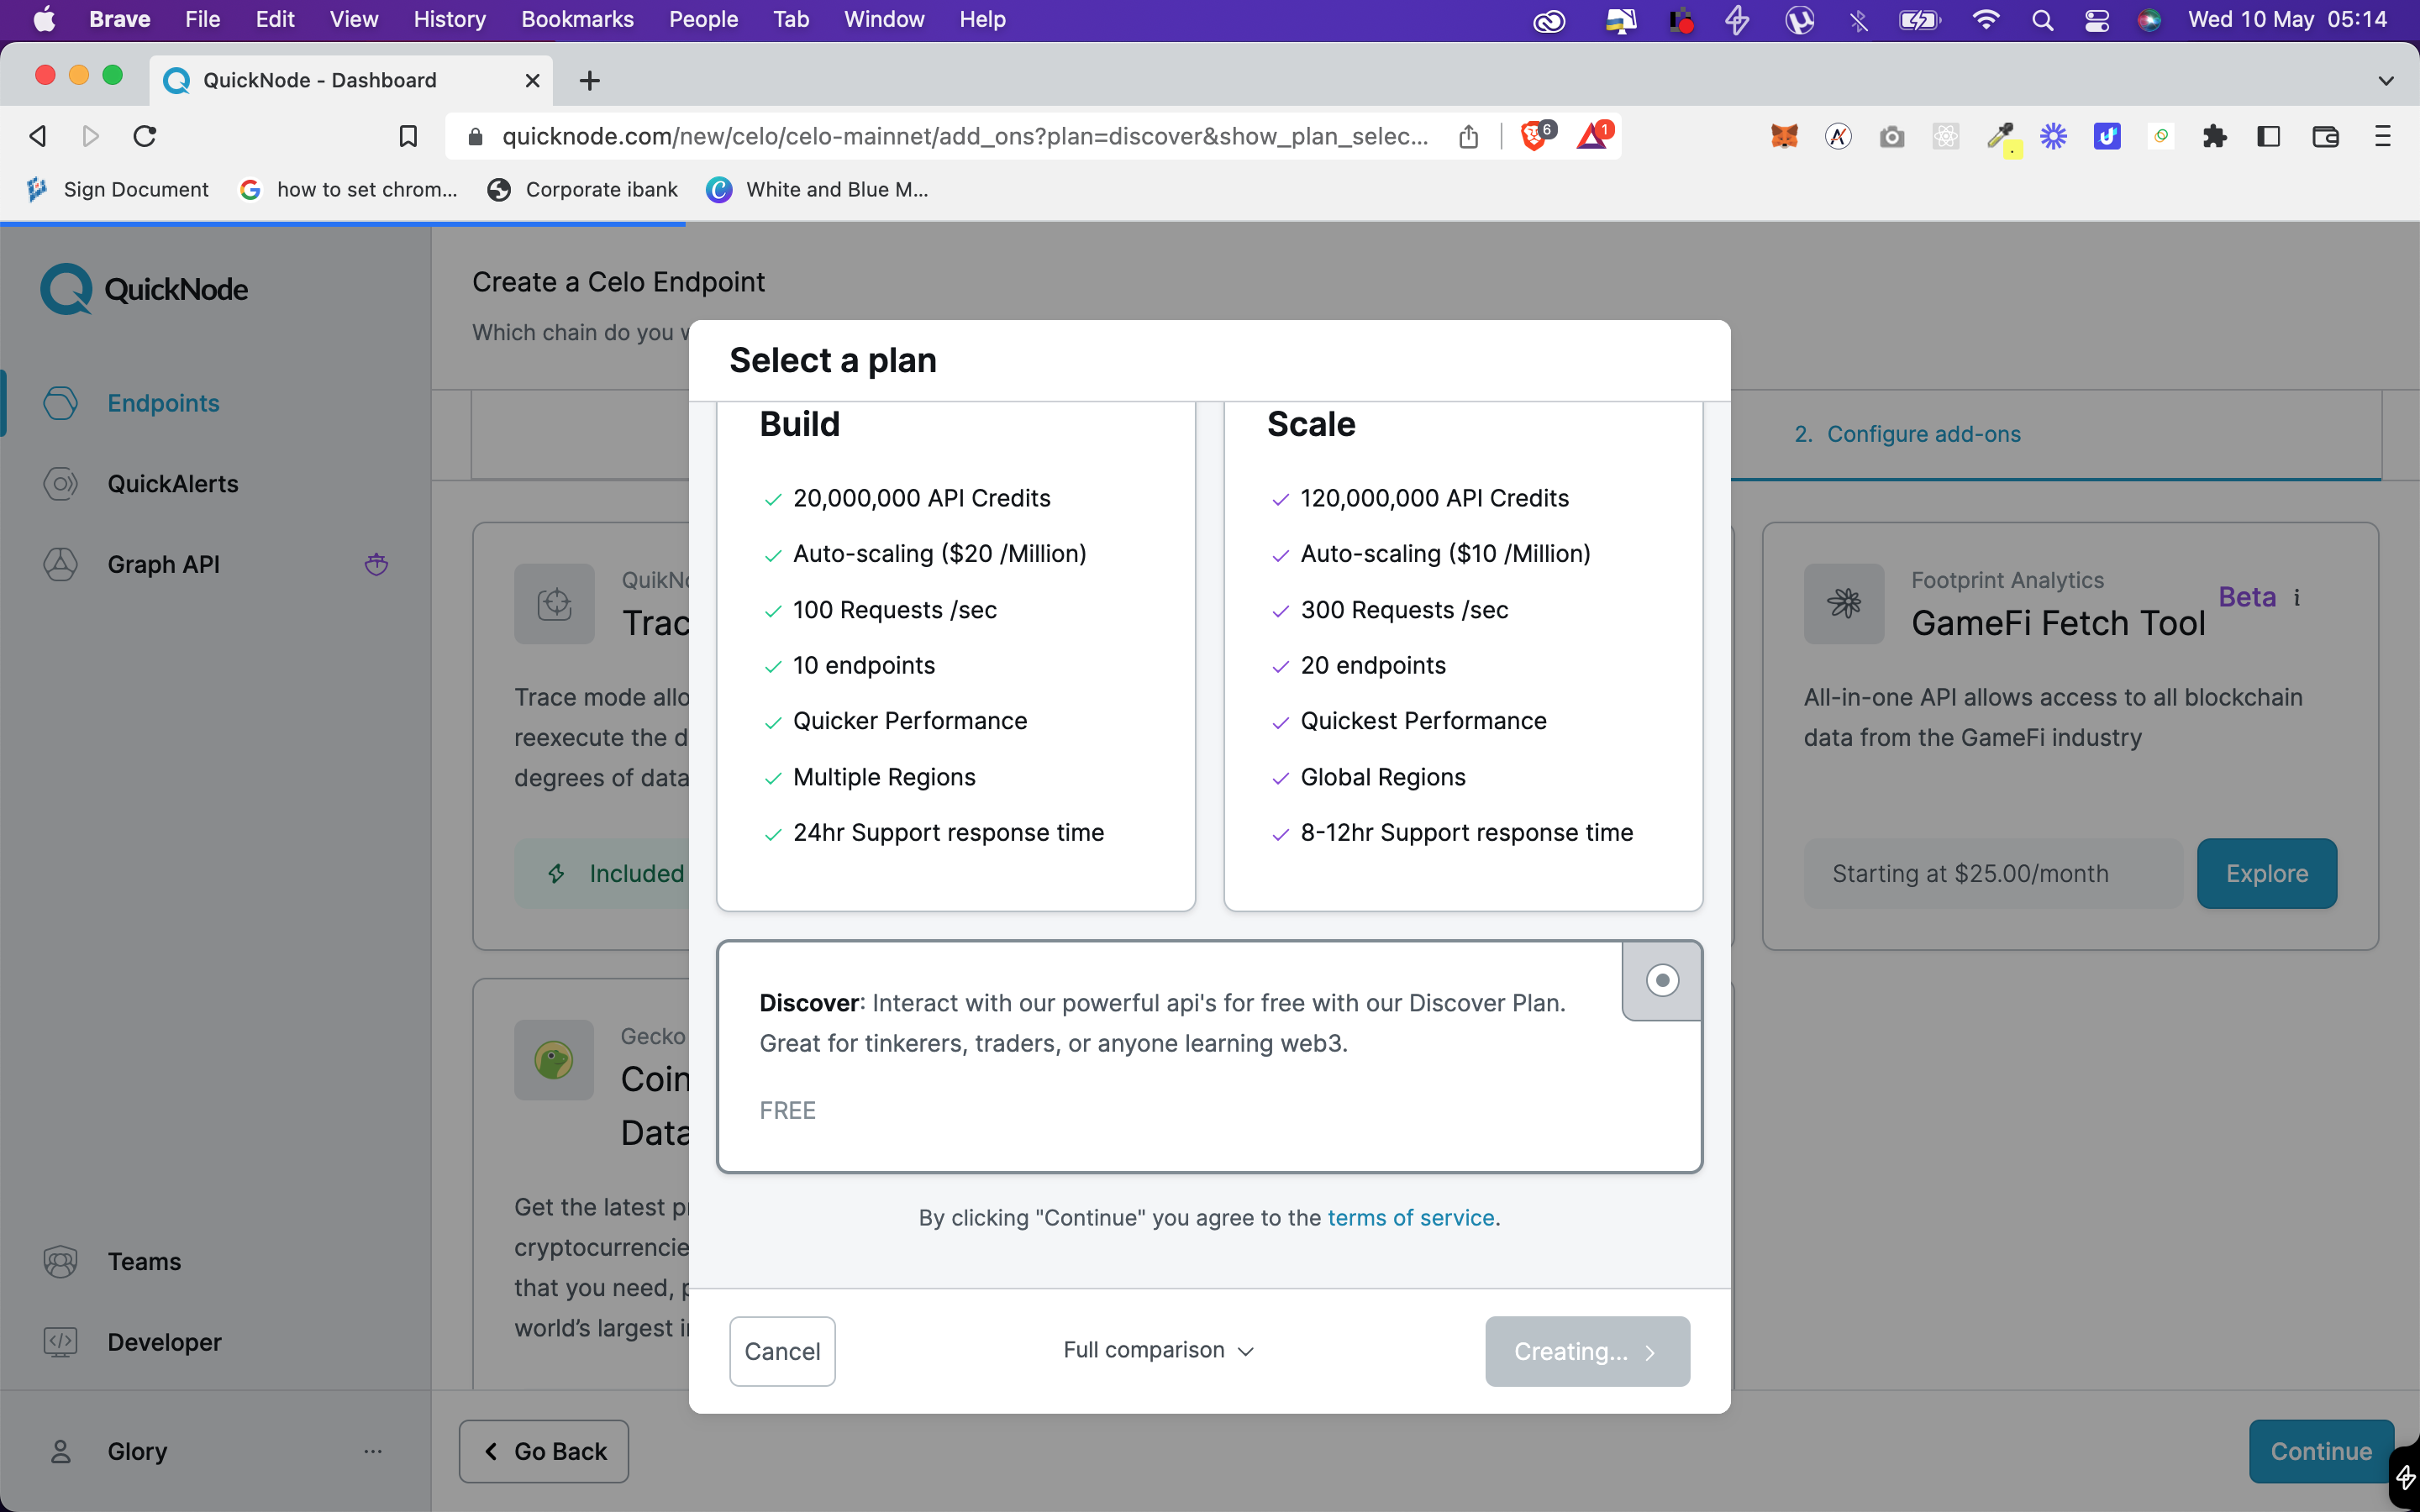 Brave File Edit View History Bookmarks People Tab Window Help Wed 10 May 05:14
QuickNode - Dashboard
quicknode.com/new/celo/celo-mainnet/add_ons?plan=discover&show_plan_selec... 6 1
Sign Document how to set chrom... Corporate ibank White and Blue M...
QuickNode
Endpoints
QuickAlerts
Graph API
Teams
Developer
Glory
Create a Celo Endpoint
Which chain do you
2. Configure add-ons
QuikNo
Trac
Trace mode allo
reexecute the d
degrees of data
Included
Gecko
Coin
Data
Get the latest p
cryptocurrencie
that you need, p
world's largest i
Footprint Analytics
GameFi Fetch Tool
Beta i
All-in-one API allows access to all blockchain
data from the GameFi industry
Starting at $25.00/month
Explore
Select a plan
Build
20,000,000 API Credits
Auto-scaling ($20 /Million)
100 Requests /sec
10 endpoints
Quicker Performance
Multiple Regions
24hr Support response time
Scale
120,000,000 API Credits
Auto-scaling ($10 /Million)
300 Requests /sec
20 endpoints
Quickest Performance
Global Regions
8-12hr Support response time
Discover: Interact with our powerful api's for free with our Discover Plan.
Great for tinkerers, traders, or anyone learning web3.
FREE
By clicking "Continue" you agree to the terms of service.
Cancel
Full comparison
Creating...
Go Back
Continue